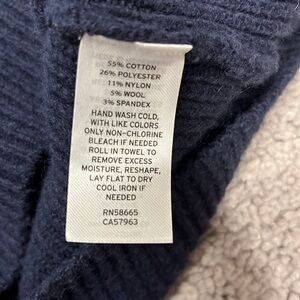 55% COTTON
26% POLYESTER
11% NYLON
5% WOOL
3% SPANDEX
HAND WASH COLD,
WITH LIKE COLORS
ONLY NON-CHLORINE
BLEACH IF NEEDED
ROLL IN TOWEL TO
REMOVE EXCESS
MOISTURE, RESHAPE,
LAY FLAT TO DRY
COOL IRON IF
NEEDED
RN58665
CA57963